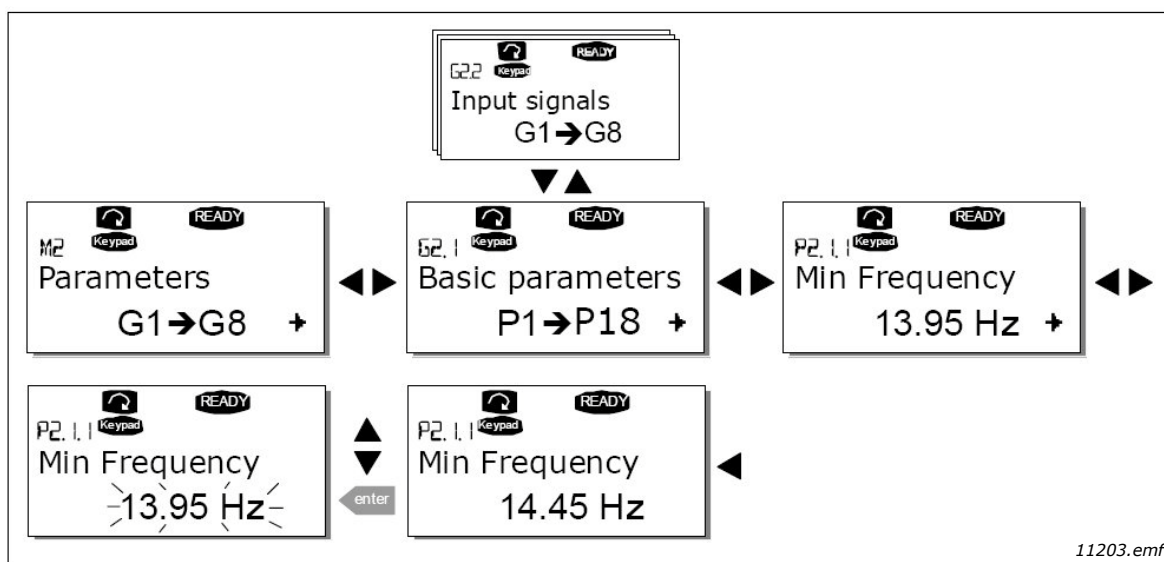 READY
G2.2 Keypad
Input signals
G1➔G8
READY
M2 Keypad
Parameters
G1➔G8
READY
G2.1 Keypad
Basic parameters
P1➔P18
READY
P2.1.1 Keypad
Min Frequency
13.95 Hz
READY
P2.1.1 Keypad
Min Frequency
13.95 Hz
enter
READY
P2.1.1 Keypad
Min Frequency
14.45 Hz
11203.emf